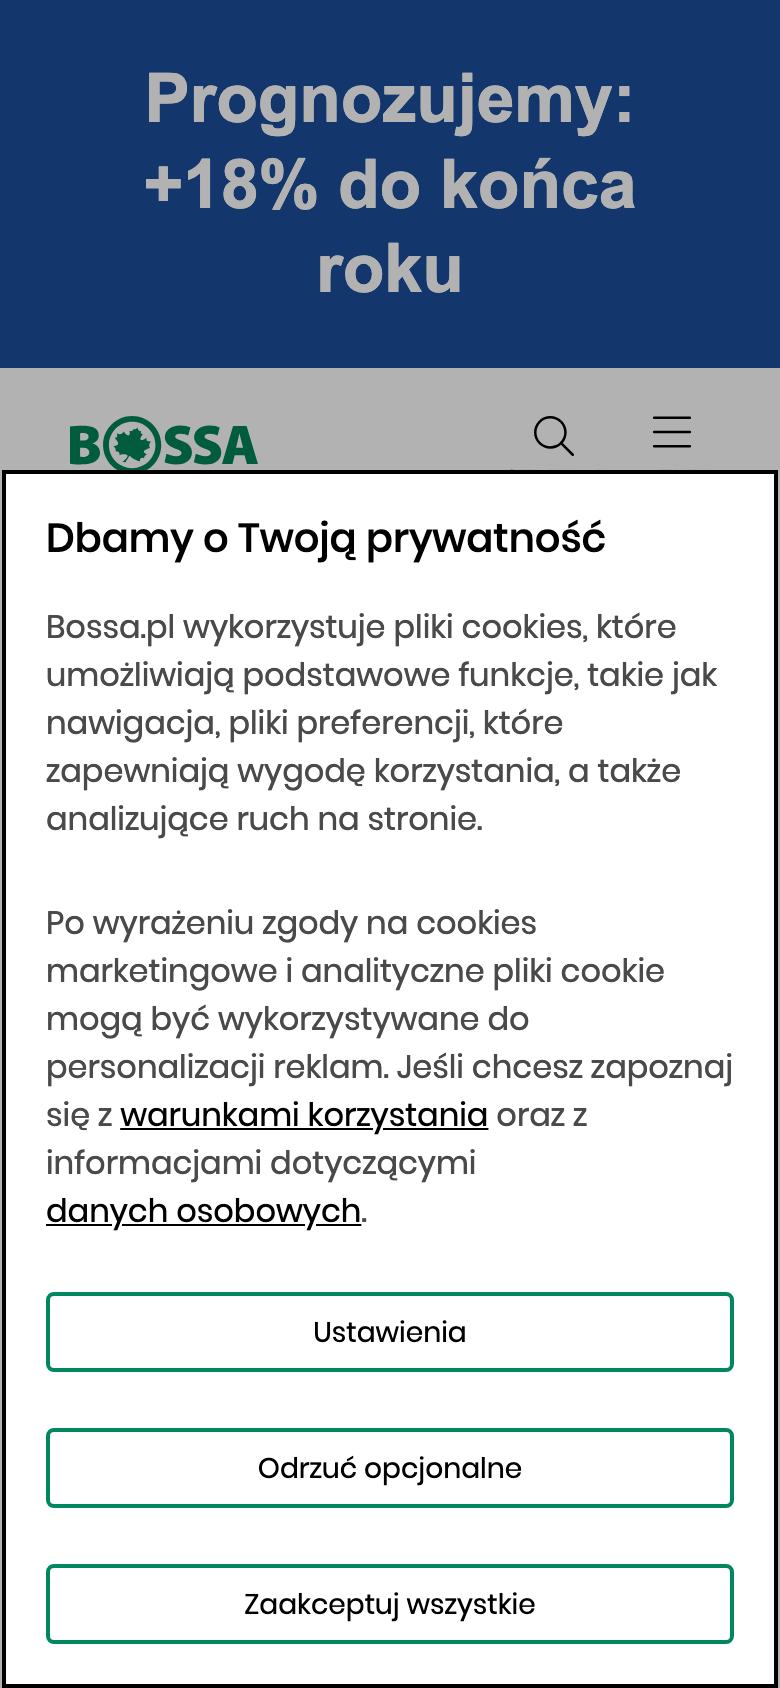 Prognozujemy:
+18% do końca
roku
BOSSA
Dbamy o Twoją prywatność
Bossa.pl wykorzystuje pliki cookies, które
umożliwiają podstawowe funkcje, takie jak
nawigacja, pliki preferencji, które
zapewniają wygodę korzystania, a także
analizujące ruch na stronie.
Po wyrażeniu zgody na cookies
marketingowe i analityczne pliki cookie
mogą być wykorzystywane do
personalizacji reklam. Jeśli chcesz zapoznaj
się z warunkami korzystania oraz z
informacjami dotyczącymi
danych osobowych.
Ustawienia
Odrzuć opcjonalne
Zaakceptuj wszystkie